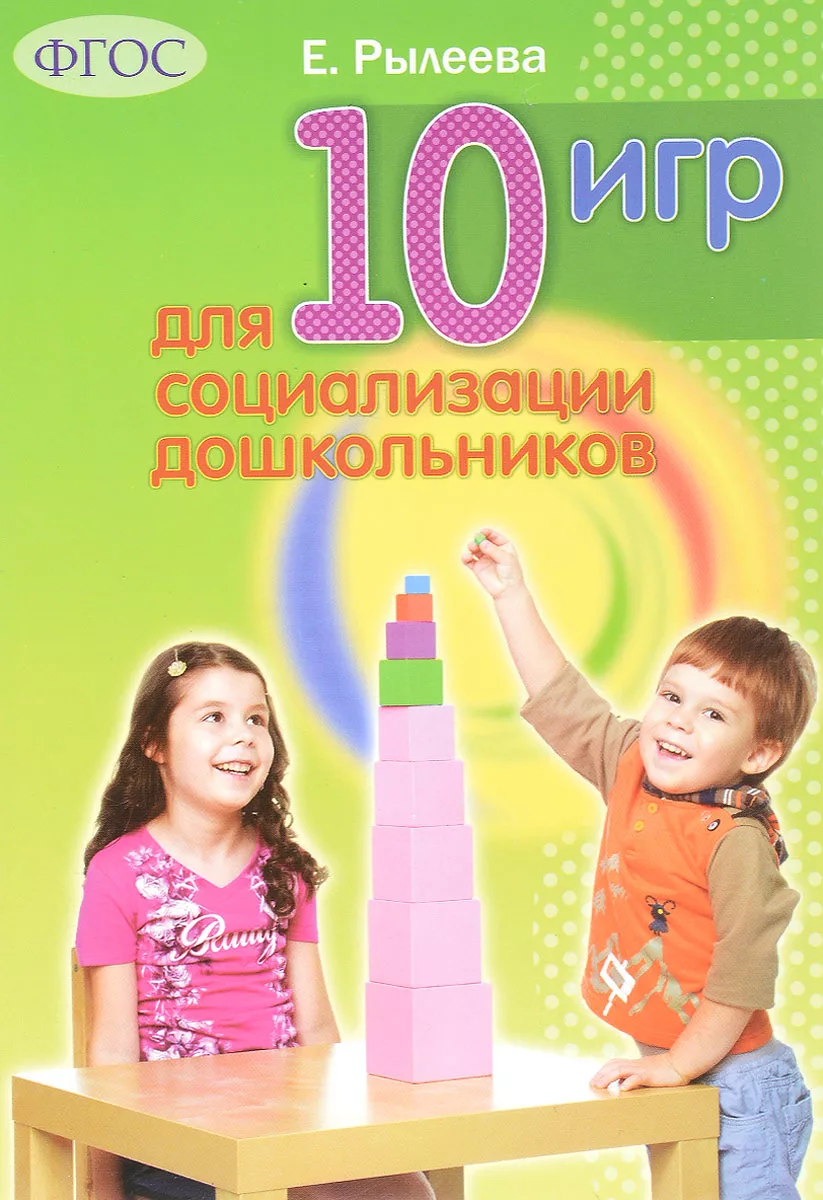 ФГОС
Е. Рылеева
10 игр
для
социализации
дошкольников